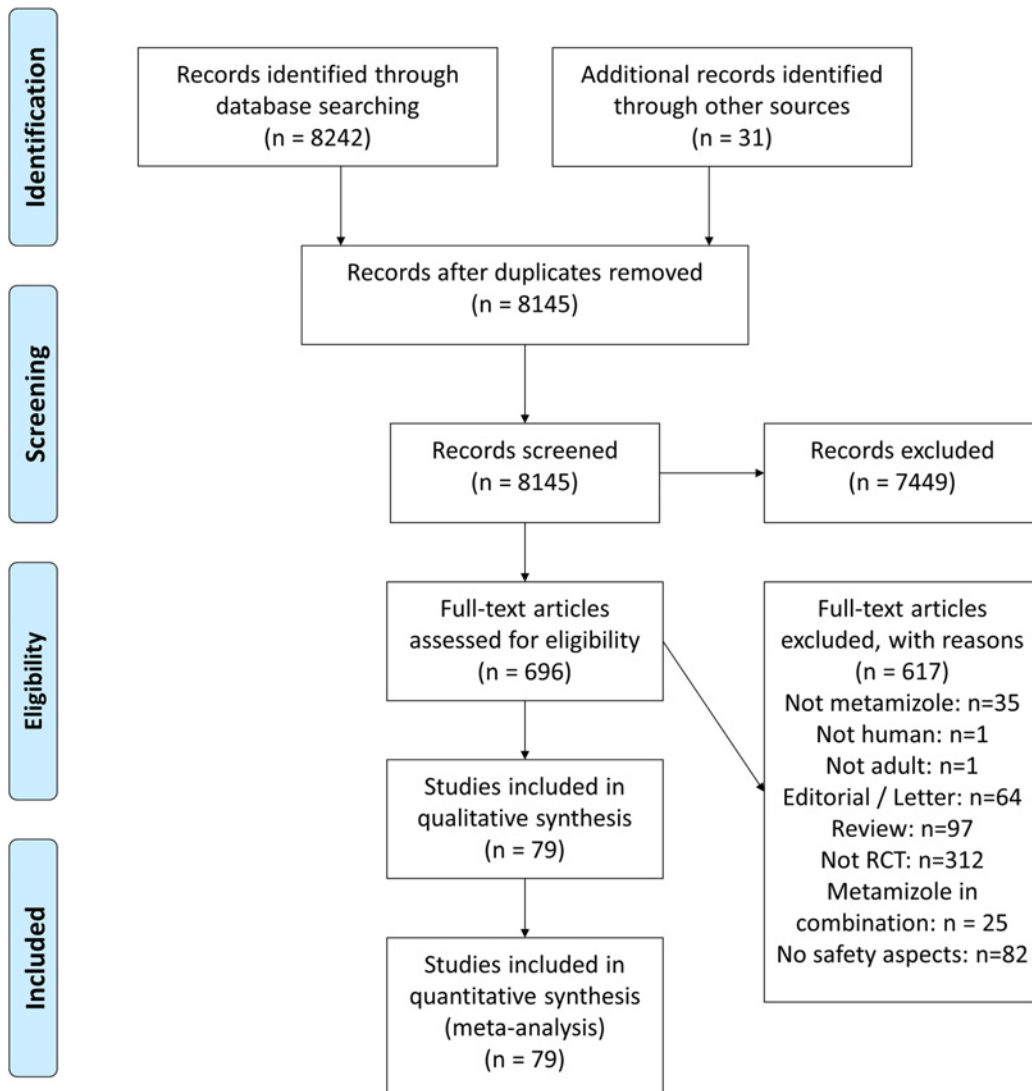 Identification
Records identified through
database searching
(n = 8242)
Additional records identified
through other sources
(n = 31)
Records after duplicates removed
(n = 8145)
Screening
Records screened
(n = 8145)
Records excluded
(n = 7449)
Eligibility
Full-text articles
assessed for eligibility
(n = 696)
Full-text articles
excluded, with reasons
(n = 617)
Not metamizole: n=35
Not human: n=1
Not adult: n=1
Editorial / Letter: n=64
Review: n=97
Not RCT: n=312
Metamizole in
combination: n = 25
No safety aspects: n=82
Studies included in
qualitative synthesis
(n = 79)
Included
Studies included in
quantitative synthesis
(meta-analysis)
(n = 79)